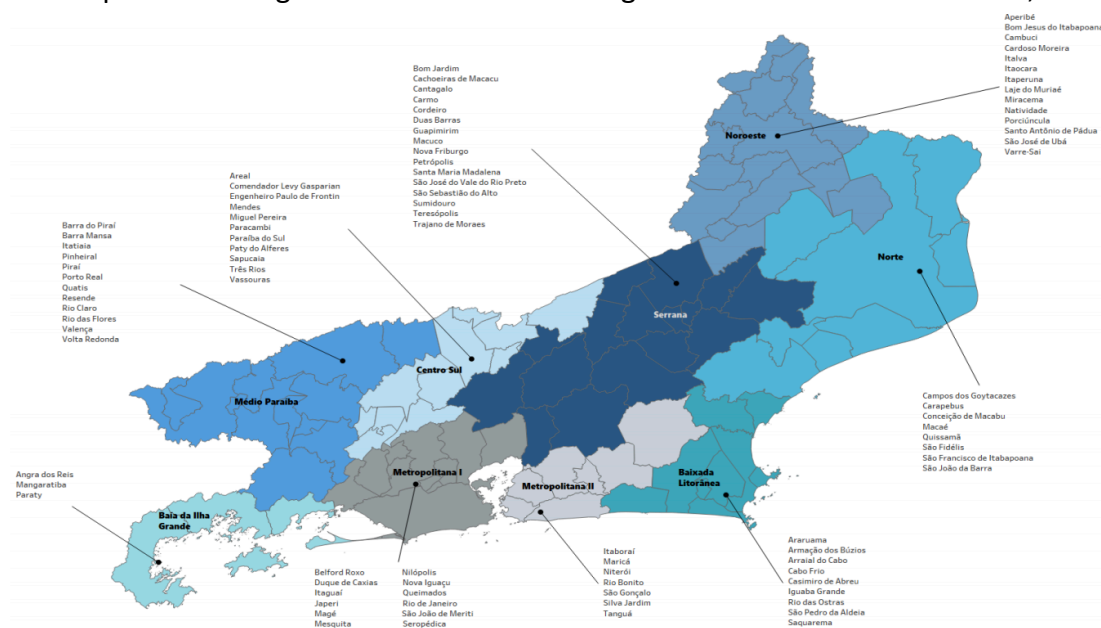 Aperibé
Bom Jesus do Itabapoana
Cambuci
Cardoso Moreira
Italva
Itaocara
Itaperuna
Laje do Muriaé
Miracema
Natividade
Porciúncula
Santo Antônio de Pádua
São José de Ubá
Varre-Sai
Bom Jardim
Cachoeiras de Macacu
Cantagalo
Carmo
Cordeiro
Duas Barras
Guapimirim
Macuco
Nova Friburgo
Petrópolis
Santa Maria Madalena
São José do Vale do Rio Preto
São Sebastião do Alto
Sumidouro
Teresópolis
Trajano de Moraes
Areal
Comendador Levy Gasparian
Engenheiro Paulo de Frontin
Mendes
Miguel Pereira
Paracambi
Paraíba do Sul
Paty do Alferes
Sapucaia
Três Rios
Vassouras
Barra do Piraí
Barra Mansa
Itatiaia
Pinheiral
Piraí
Porto Real
Quatis
Resende
Rio Claro
Rio das Flores
Valença
Volta Redonda
Noroeste
Norte
Serrana
Centro Sul
Médio Paraíba
Metropolitana I
Metropolitana II
Baixada
Litorânea
Baía da Ilha
Grande
Campos dos Goytacazes
Carapebus
Conceição de Macabu
Macaé
Quissamã
São Fidélis
São Francisco de Itabapoana
São João da Barra
Angra dos Reis
Mangaratiba
Paraty
Belford Roxo
Duque de Caxias
Itaguaí
Japeri
Magé
Mesquita
Nilópolis
Nova Iguaçu
Queimados
Rio de Janeiro
São João de Meriti
Seropédica
Itaboraí
Maricá
Niterói
Rio Bonito
São Gonçalo
Silva Jardim
Tanguá
Araruama
Armação dos Búzios
Arraial do Cabo
Cabo Frio
Casimiro de Abreu
Iguaba Grande
Rio das Ostras
São Pedro da Aldeia
Saquarema